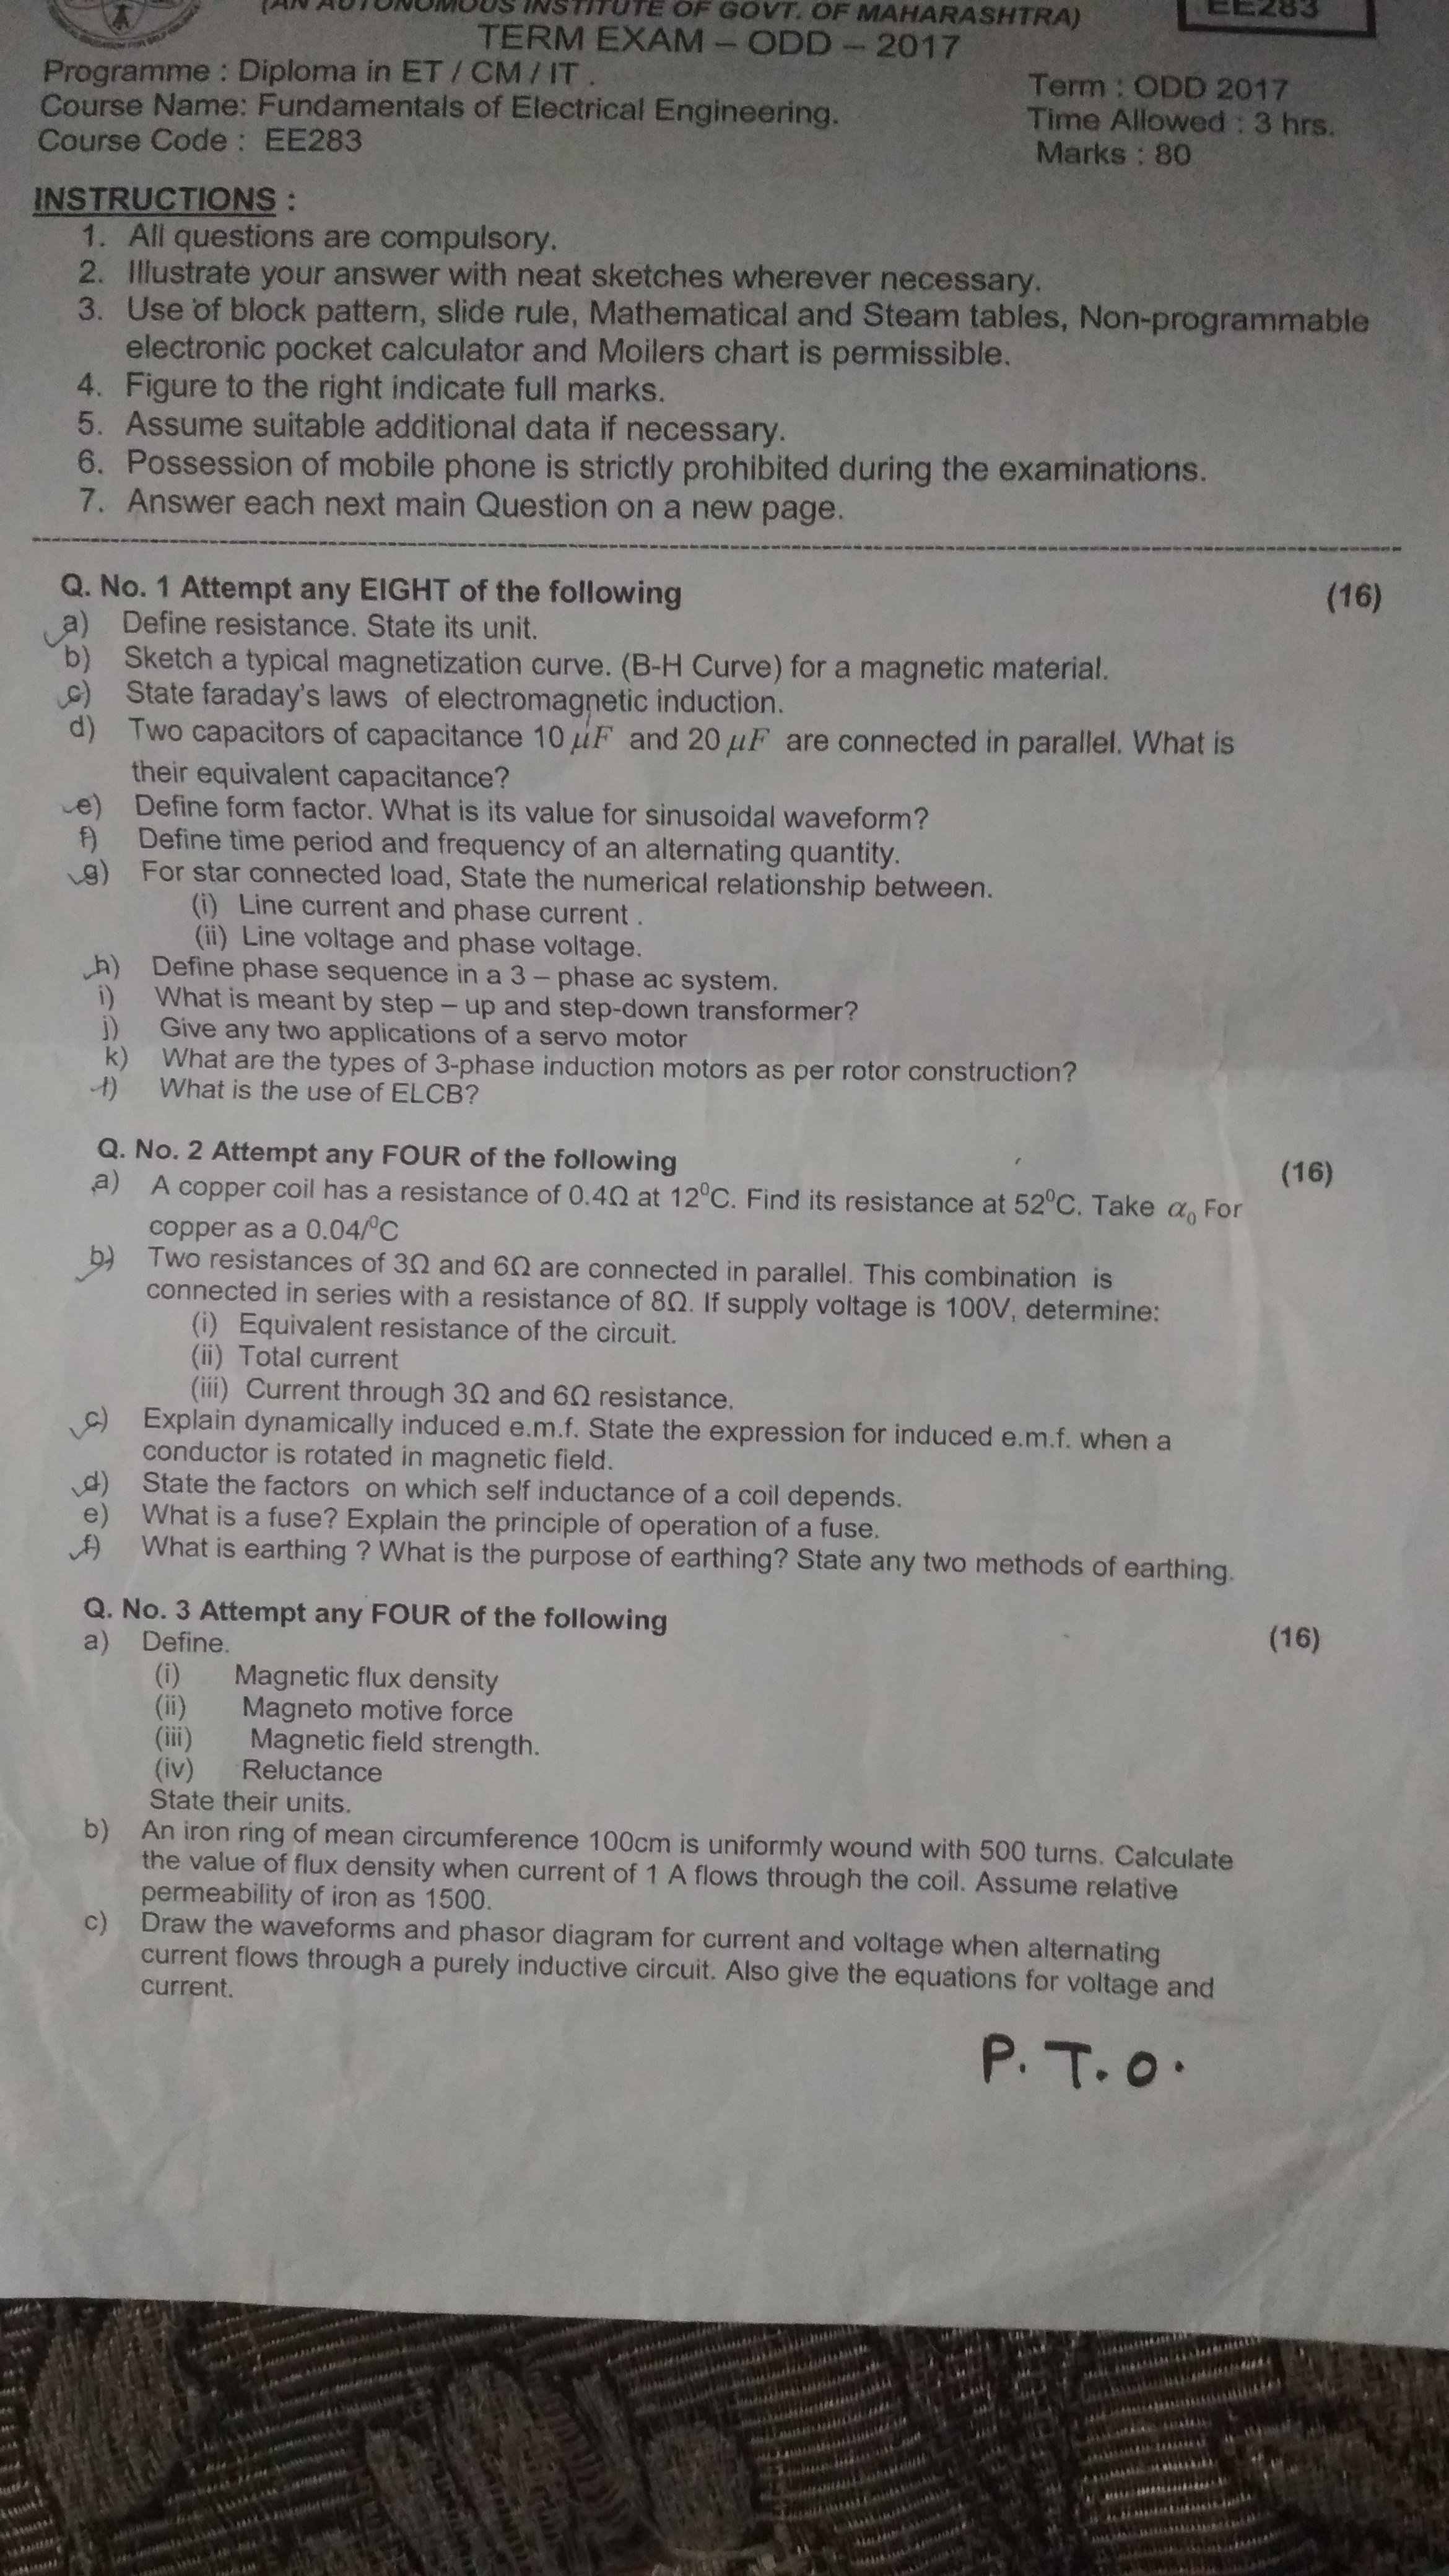 (AN AUTONOMOUS INSTITUTE OF GOVT. OF MAHARASHTRA)
EE283
TERM EXAM – ODD – 2017
Programme : Diploma in ET / CM / IT .
Term : ODD 2017
Course Name: Fundamentals of Electrical Engineering.
Time Allowed : 3 hrs.
Course Code : EE283
Marks : 80
INSTRUCTIONS :
1. All questions are compulsory.
2. Illustrate your answer with neat sketches wherever necessary.
3. Use of block pattern, slide rule, Mathematical and Steam tables, Non-programmable
electronic pocket calculator and Moilers chart is permissible.
4. Figure to the right indicate full marks.
5. Assume suitable additional data if necessary.
6. Possession of mobile phone is strictly prohibited during the examinations.
7. Answer each next main Question on a new page.
Q. No. 1 Attempt any EIGHT of the following (16)
a) Define resistance. State its unit.
b) Sketch a typical magnetization curve. (B-H Curve) for a magnetic material.
c) State faraday's laws of electromagnetic induction.
d) Two capacitors of capacitance 10 μF and 20 μF are connected in parallel. What is
their equivalent capacitance?
e) Define form factor. What is its value for sinusoidal waveform?
f) Define time period and frequency of an alternating quantity.
g) For star connected load, State the numerical relationship between.
(i) Line current and phase current .
(ii) Line voltage and phase voltage.
h) Define phase sequence in a 3 – phase ac system.
i) What is meant by step – up and step-down transformer?
j) Give any two applications of a servo motor
k) What are the types of 3-phase induction motors as per rotor construction?
l) What is the use of ELCB?
Q. No. 2 Attempt any FOUR of the following (16)
a) A copper coil has a resistance of 0.4Ω at 12⁰C. Find its resistance at 52⁰C. Take α₀ For
copper as a 0.04/⁰C
b) Two resistances of 3Ω and 6Ω are connected in parallel. This combination is
connected in series with a resistance of 8Ω. If supply voltage is 100V, determine:
(i) Equivalent resistance of the circuit.
(ii) Total current
(iii) Current through 3Ω and 6Ω resistance.
c) Explain dynamically induced e.m.f. State the expression for induced e.m.f. when a
conductor is rotated in magnetic field.
d) State the factors on which self inductance of a coil depends.
e) What is a fuse? Explain the principle of operation of a fuse.
f) What is earthing ? What is the purpose of earthing? State any two methods of earthing.
Q. No. 3 Attempt any FOUR of the following (16)
a) Define.
(i) Magnetic flux density
(ii) Magneto motive force
(iii) Magnetic field strength.
(iv) Reluctance
State their units.
b) An iron ring of mean circumference 100cm is uniformly wound with 500 turns. Calculate
the value of flux density when current of 1 A flows through the coil. Assume relative
permeability of iron as 1500.
c) Draw the waveforms and phasor diagram for current and voltage when alternating
current flows through a purely inductive circuit. Also give the equations for voltage and
current.
P. T. O.